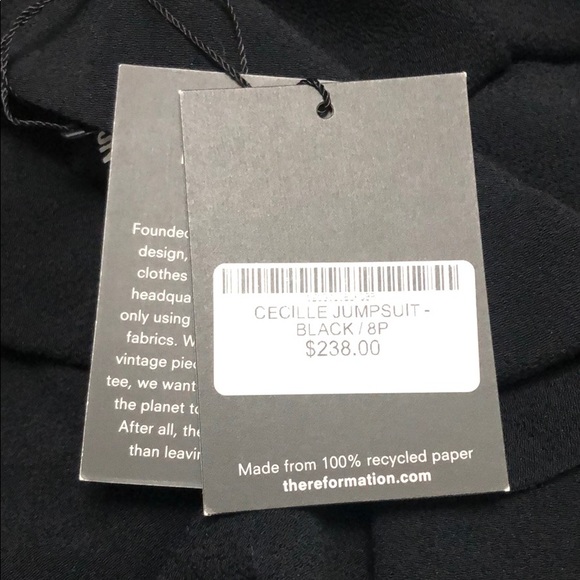 Founded
design,
clothes
headqua
only using
fabrics. W
vintage pie
tee, we want
the planet to
After all, the
than leavin
CECILLE JUMPSUIT -
BLACK / 8P
$238.00
Made from 100% recycled paper
thereformation.com